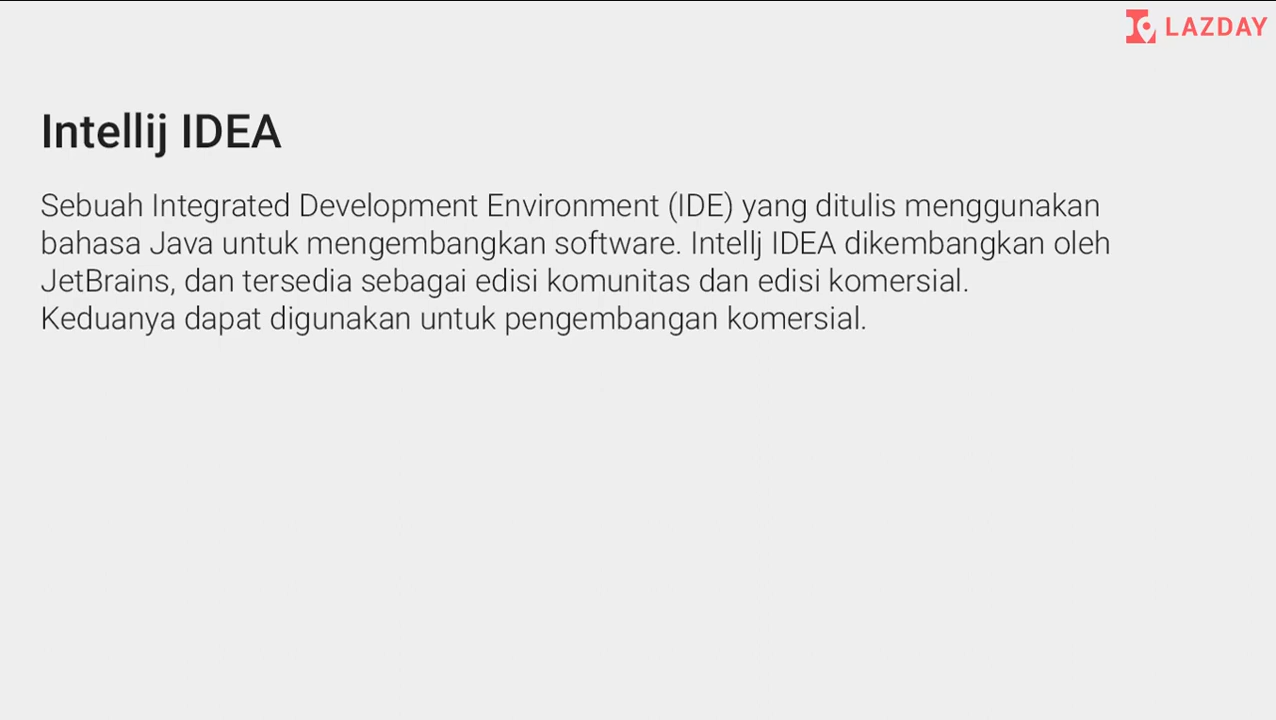 LAZDAY
Intellij IDEA
Sebuah Integrated Development Environment (IDE) yang ditulis menggunakan
bahasa Java untuk mengembangkan software. Intellj IDEA dikembangkan oleh
JetBrains, dan tersedia sebagai edisi komunitas dan edisi komersial.
Keduanya dapat digunakan untuk pengembangan komersial.